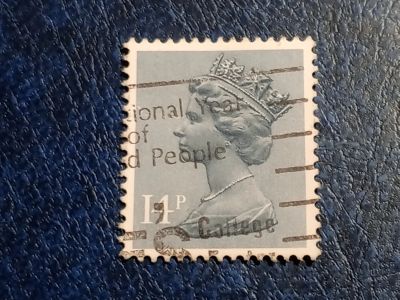 tional Year
of
d People
14P
College